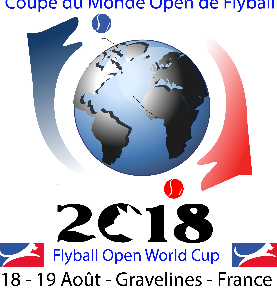 Coupe du Monde Open de Flyball
2018
Flyball Open World Cup
18 - 19 Août - Gravelines - France